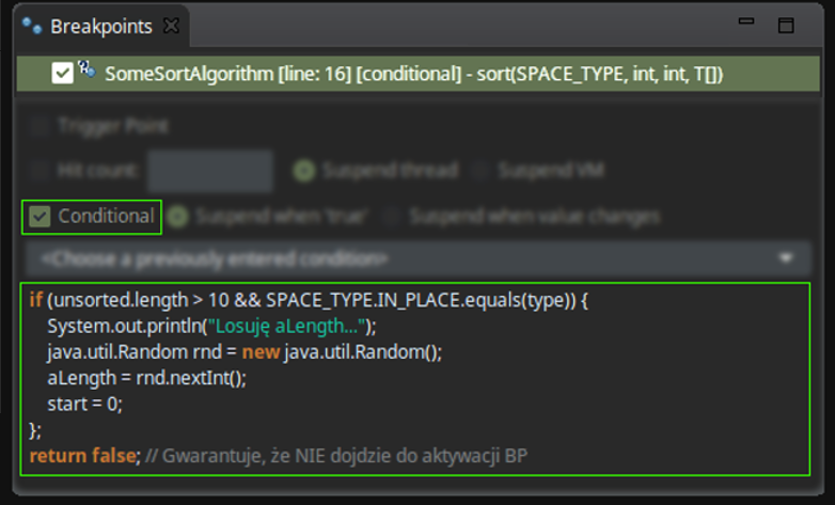 Breakpoints
SomeSortAlgorithm [line: 16] [conditional] - sort(SPACE_TYPE, int, int, T[])
Trigger Point
Hit count: Suspend thread Suspend VM
Conditional Suspend when 'true' Suspend when value changes
<Choose a previously entered condition>
if (unsorted.length > 10 && SPACE_TYPE.IN_PLACE.equals(type)) {
System.out.println("Losuję aLength...");
java.util.Random rnd = new java.util.Random();
aLength = rnd.nextInt();
start = 0;
};
return false; // Gwarantuje, że NIE dojdzie do aktywacji BP